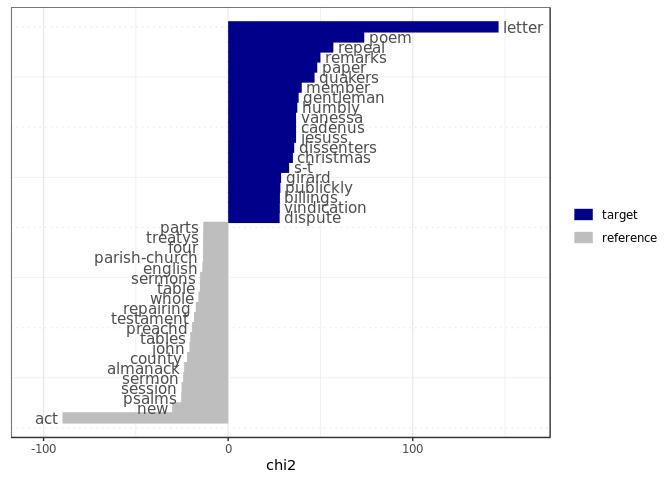 letter
poem
repeal
remarks
paper
quakers
member
gentleman
humbly
vanessa
cadenus
jesuss
dissenters
christmas
s-t
girard
publickly
billings
vindication
dispute
parts
treatys
four
parish-church
english
sermons
table
whole
repairing
testament
preachd
tables
john
county
almanack
sermon
session
psalms
new
act
-100 0 100
chi2
target
reference